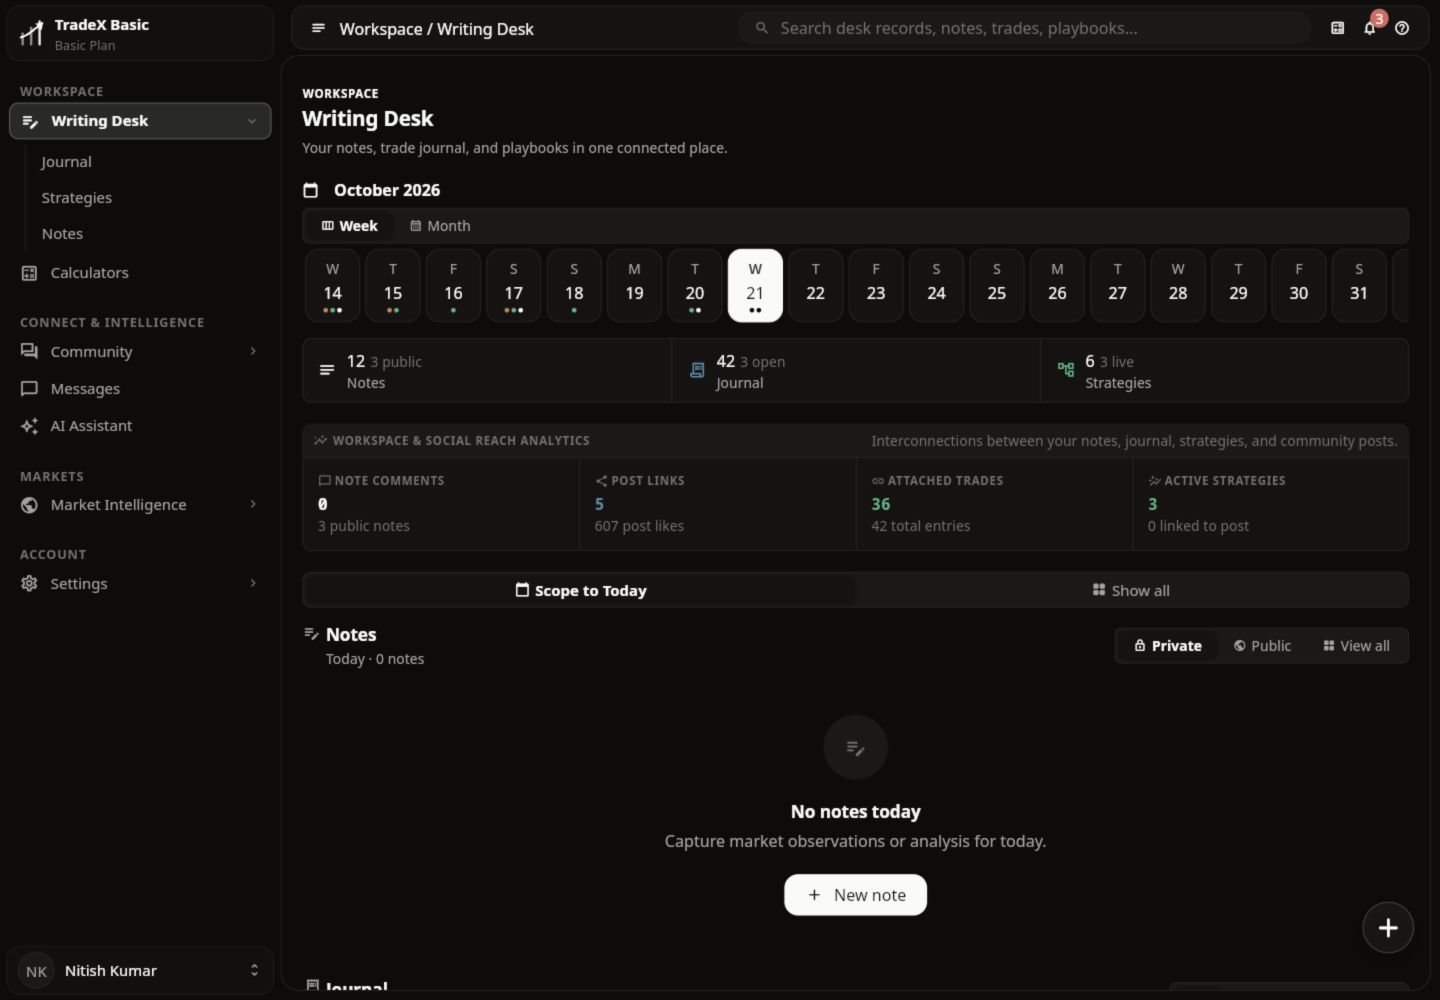 TradeX Basic
Basic Plan
WORKSPACE
Writing Desk
Journal
Strategies
Notes
Calculators
CONNECT & INTELLIGENCE
Community
Messages
AI Assistant
MARKETS
Market Intelligence
ACCOUNT
Settings
NK Nitish Kumar
Workspace / Writing Desk
Search desk records, notes, trades, playbooks...
3
WORKSPACE
Writing Desk
Your notes, trade journal, and playbooks in one connected place.
October 2026
Week Month
W T F S S M T W T F S S M T W T F S
14 15 16 17 18 19 20 21 22 23 24 25 26 27 28 29 30 31
12 3 public
Notes
42 3 open
Journal
6 3 live
Strategies
WORKSPACE & SOCIAL REACH ANALYTICS
Interconnections between your notes, journal, strategies, and community posts.
NOTE COMMENTS
0
3 public notes
POST LINKS
5
607 post likes
ATTACHED TRADES
36
42 total entries
ACTIVE STRATEGIES
3
0 linked to post
Scope to Today
Show all
Notes
Today · 0 notes
Private Public View all
No notes today
Capture market observations or analysis for today.
+ New note
+
Journal